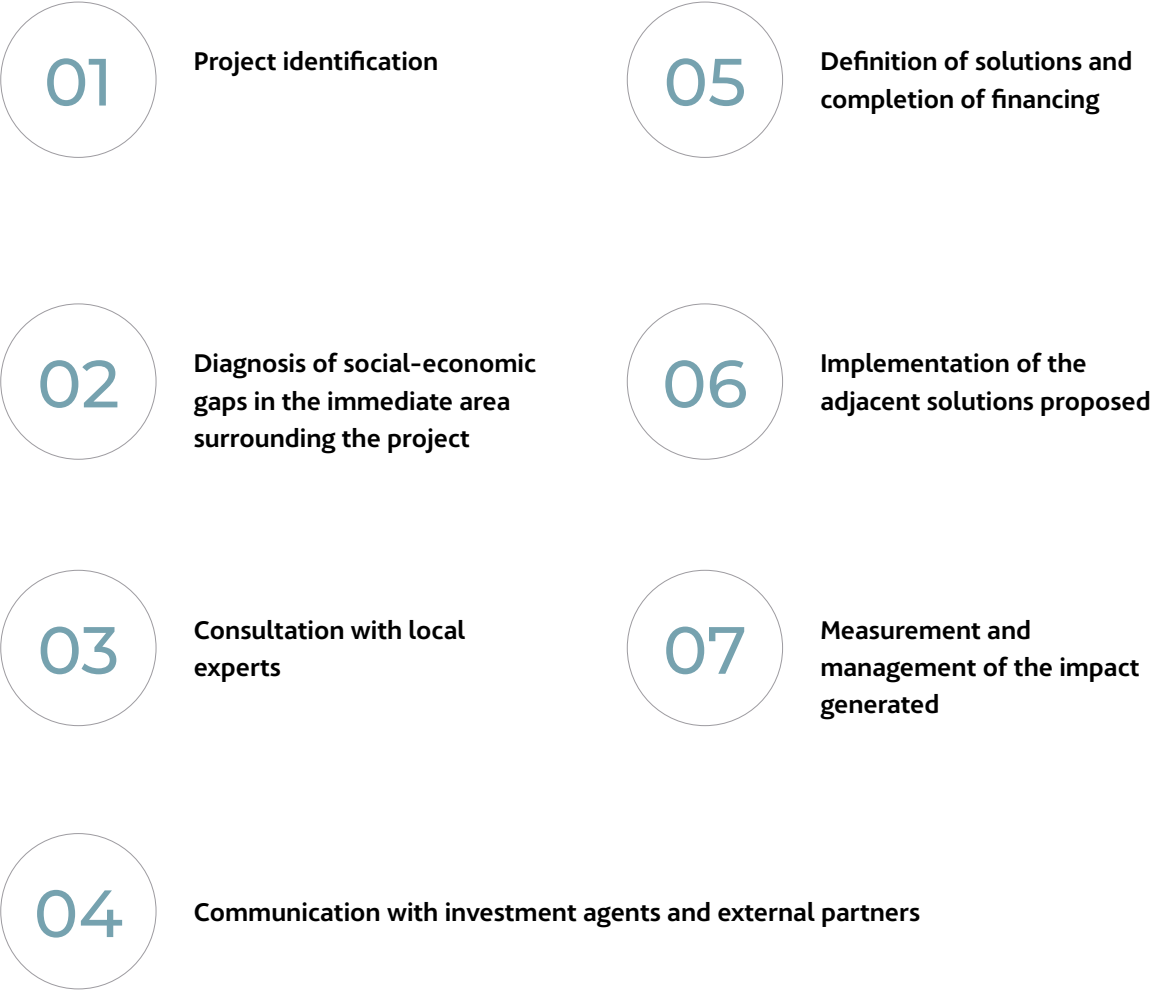 01
Project identification
02
Diagnosis of social-economic
gaps in the immediate area
surrounding the project
03
Consultation with local
experts
04
Communication with investment agents and external partners
05
Definition of solutions and
completion of financing
06
Implementation of the
adjacent solutions proposed
07
Measurement and
management of the impact
generated